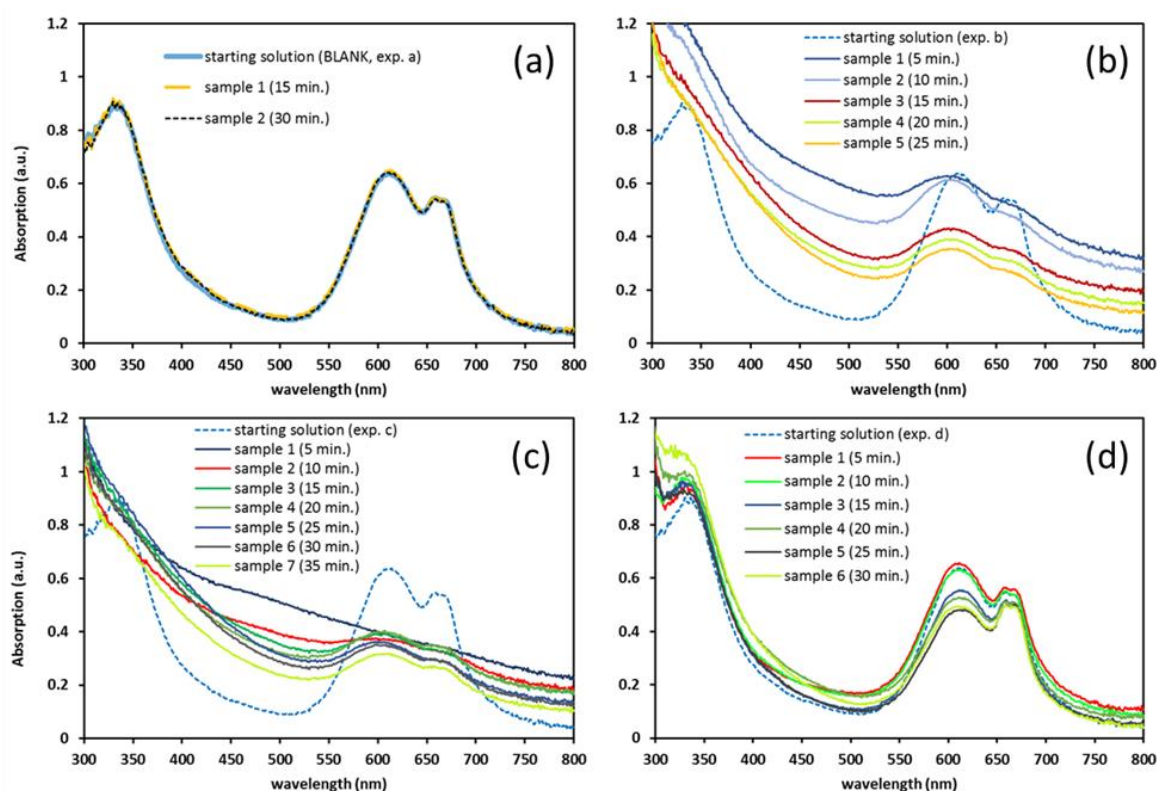 1.2
1
0.8
0.6
0.4
0.2
0
Absorption (a.u.)
starting solution (BLANK, exp. a)
sample 1 (15 min.)
sample 2 (30 min.)
(a)
300 350 400 450 500 550 600 650 700 750 800
wavelength (nm)
1.2
1
0.8
0.6
0.4
0.2
0
starting solution (exp. b)
sample 1 (5 min.)
sample 2 (10 min.)
sample 3 (15 min.)
sample 4 (20 min.)
sample 5 (25 min.)
(b)
300 350 400 450 500 550 600 650 700 750 800
wavelength (nm)
1.2
1
0.8
0.6
0.4
0.2
0
Absorption (a.u.)
starting solution (exp. c)
sample 1 (5 min.)
sample 2 (10 min.)
sample 3 (15 min.)
sample 4 (20 min.)
sample 5 (25 min.)
sample 6 (30 min.)
sample 7 (35 min.)
(c)
300 350 400 450 500 550 600 650 700 750 800
wavelength (nm)
1.2
1
0.8
0.6
0.4
0.2
0
starting solution (exp. d)
sample 1 (5 min.)
sample 2 (10 min.)
sample 3 (15 min.)
sample 4 (20 min.)
sample 5 (25 min.)
sample 6 (30 min.)
(d)
300 350 400 450 500 550 600 650 700 750 800
wavelength (nm)